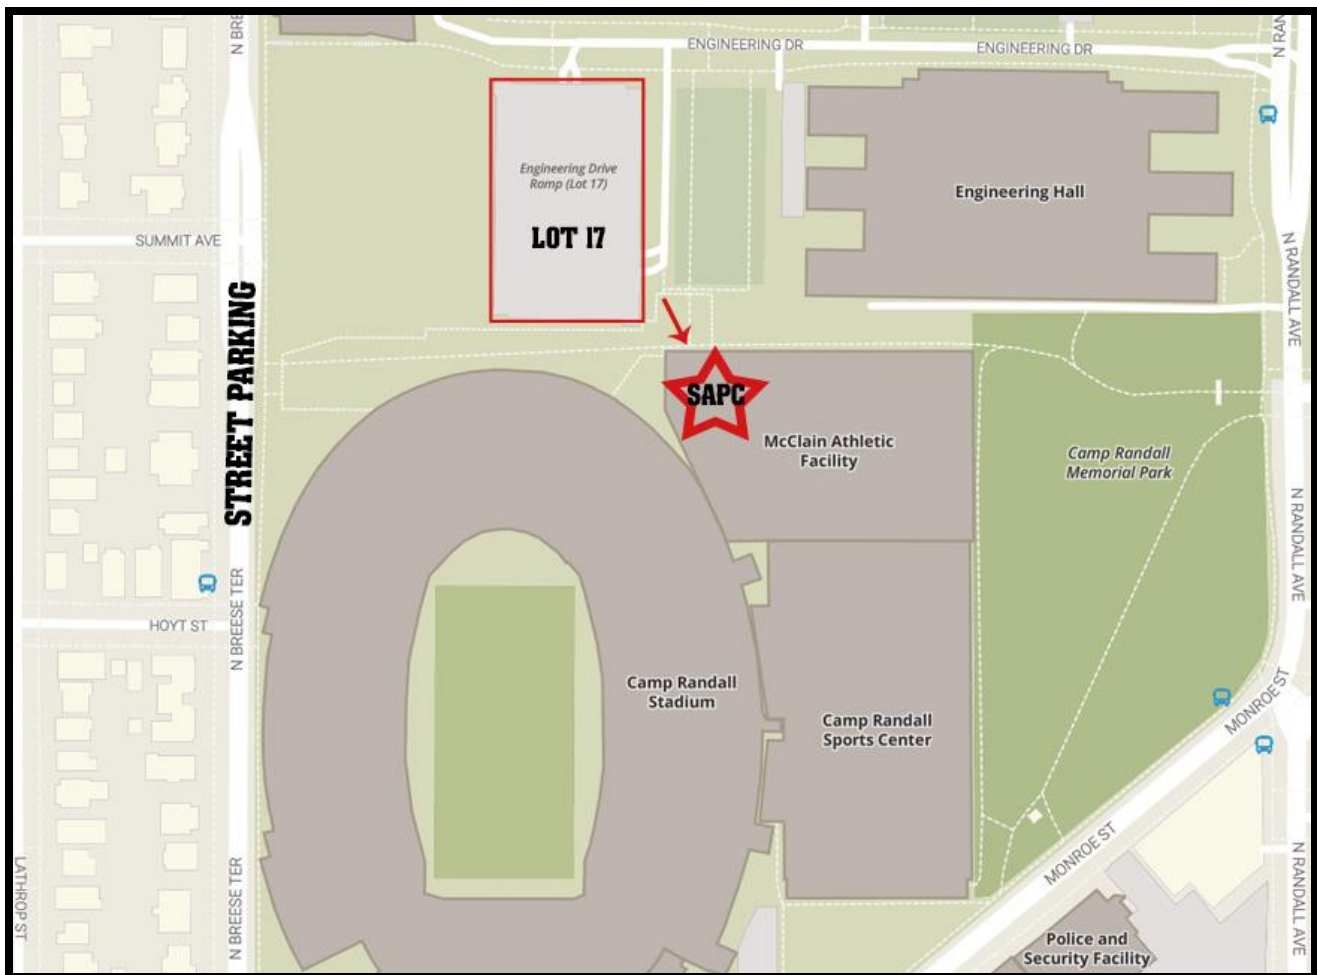 N BRE
ENGINEERING DR
ENGINEERING DR
N RAN
Engineering Drive
Ramp (Lot 17)
LOT 17
Engineering Hall
SUMMIT AVE
N RANDALL AVE
STREET PARKING
SAPC
McClain Athletic
Facility
Camp Randall
Memorial Park
N RANDALL AVE
HOYT ST
N BREESE TER
Camp Randall
Stadium
Camp Randall
Sports Center
MONROE ST
MONROE ST
LATHROP ST
N BREESE TER
N RANDALL AVE
Police and
Security Facility